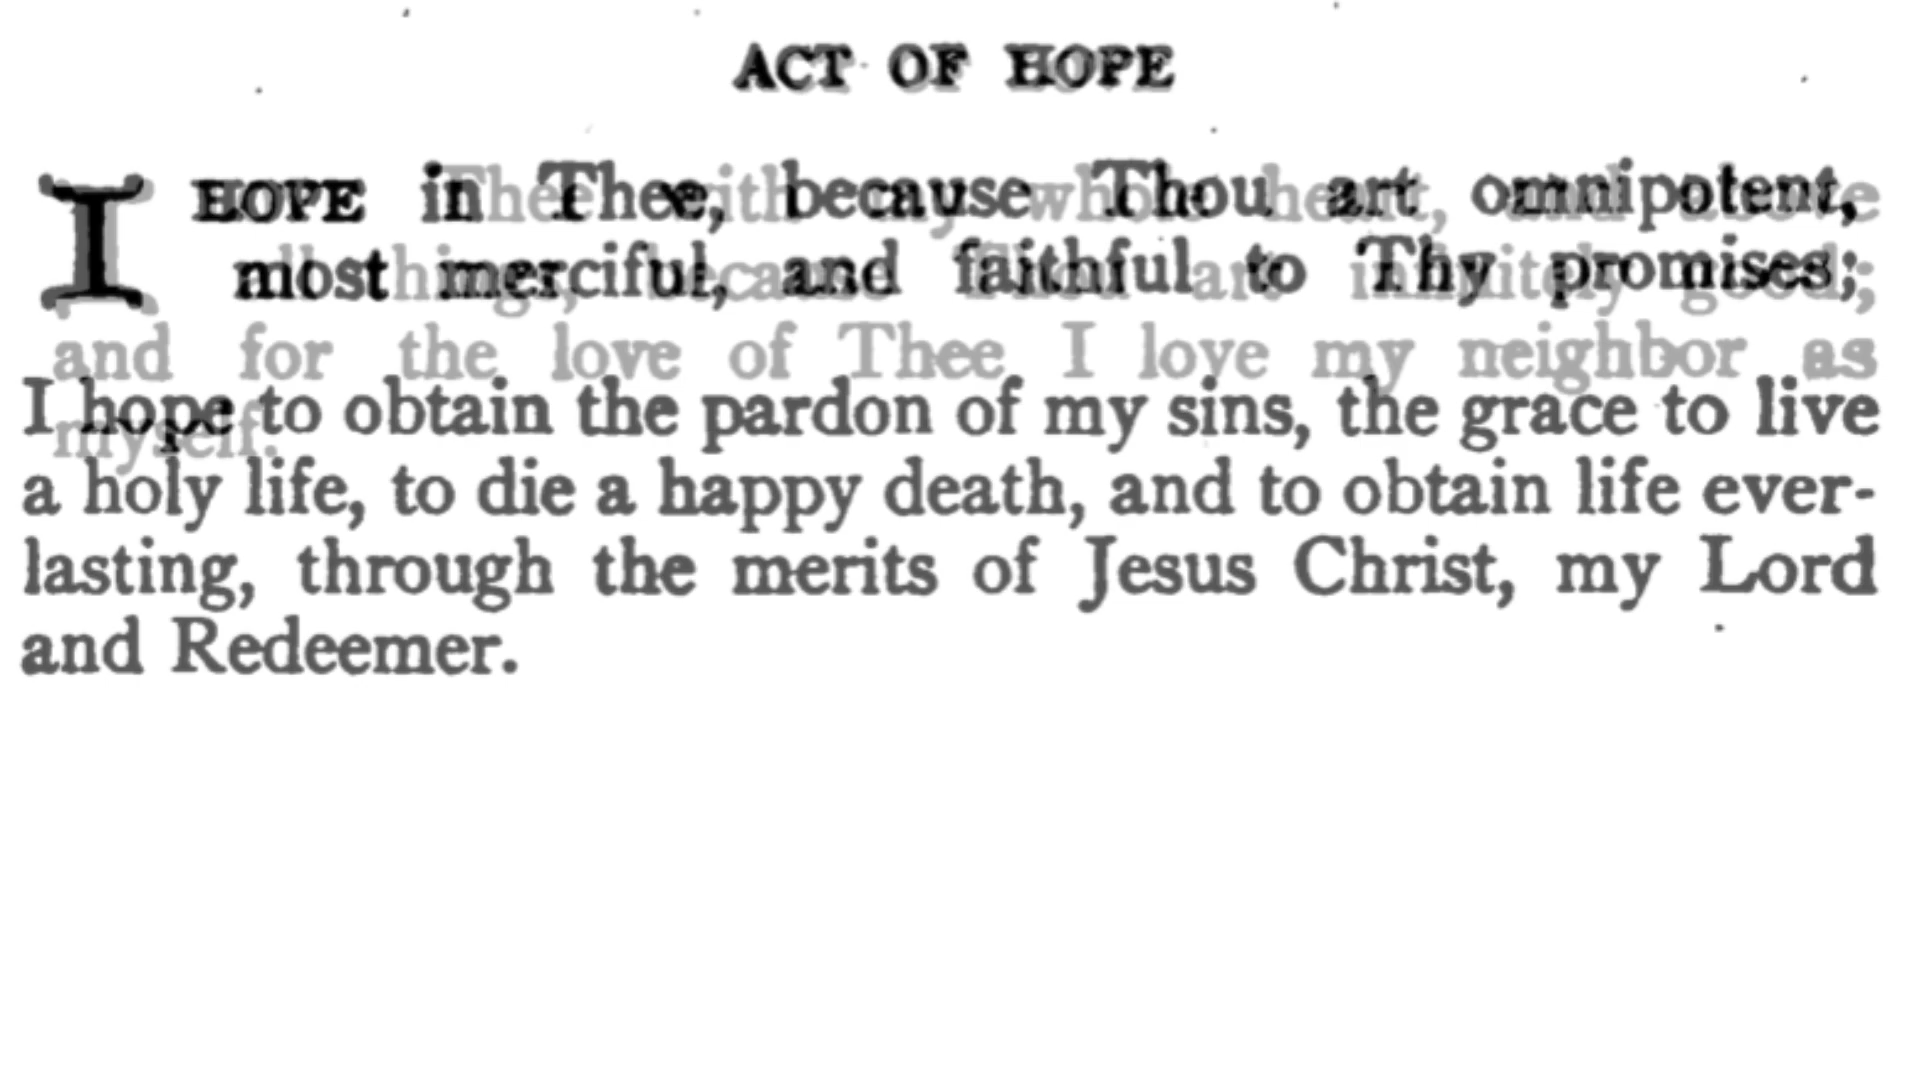 ACT OF HOPE
I HOPE in Thee, because Thou art omnipotent,
most merciful, and faithful to Thy promises;
and for the love of Thee I love my neighbor as
myself.
I hope to obtain the pardon of my sins, the grace to live
a holy life, to die a happy death, and to obtain life ever-
lasting, through the merits of Jesus Christ, my Lord
and Redeemer.